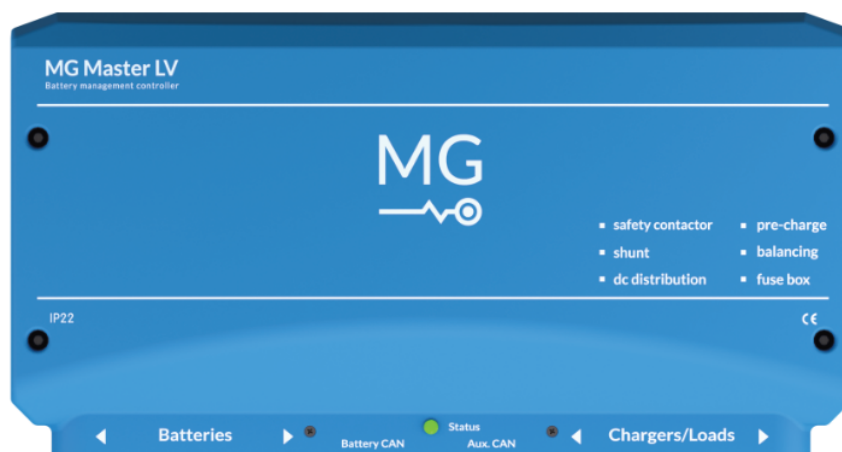 MG Master LV
Battery management controller
MG
safety contactor
pre-charge
shunt
balancing
dc distribution
fuse box
IP22
CE
Batteries
Battery CAN
Status
Aux. CAN
Chargers/Loads